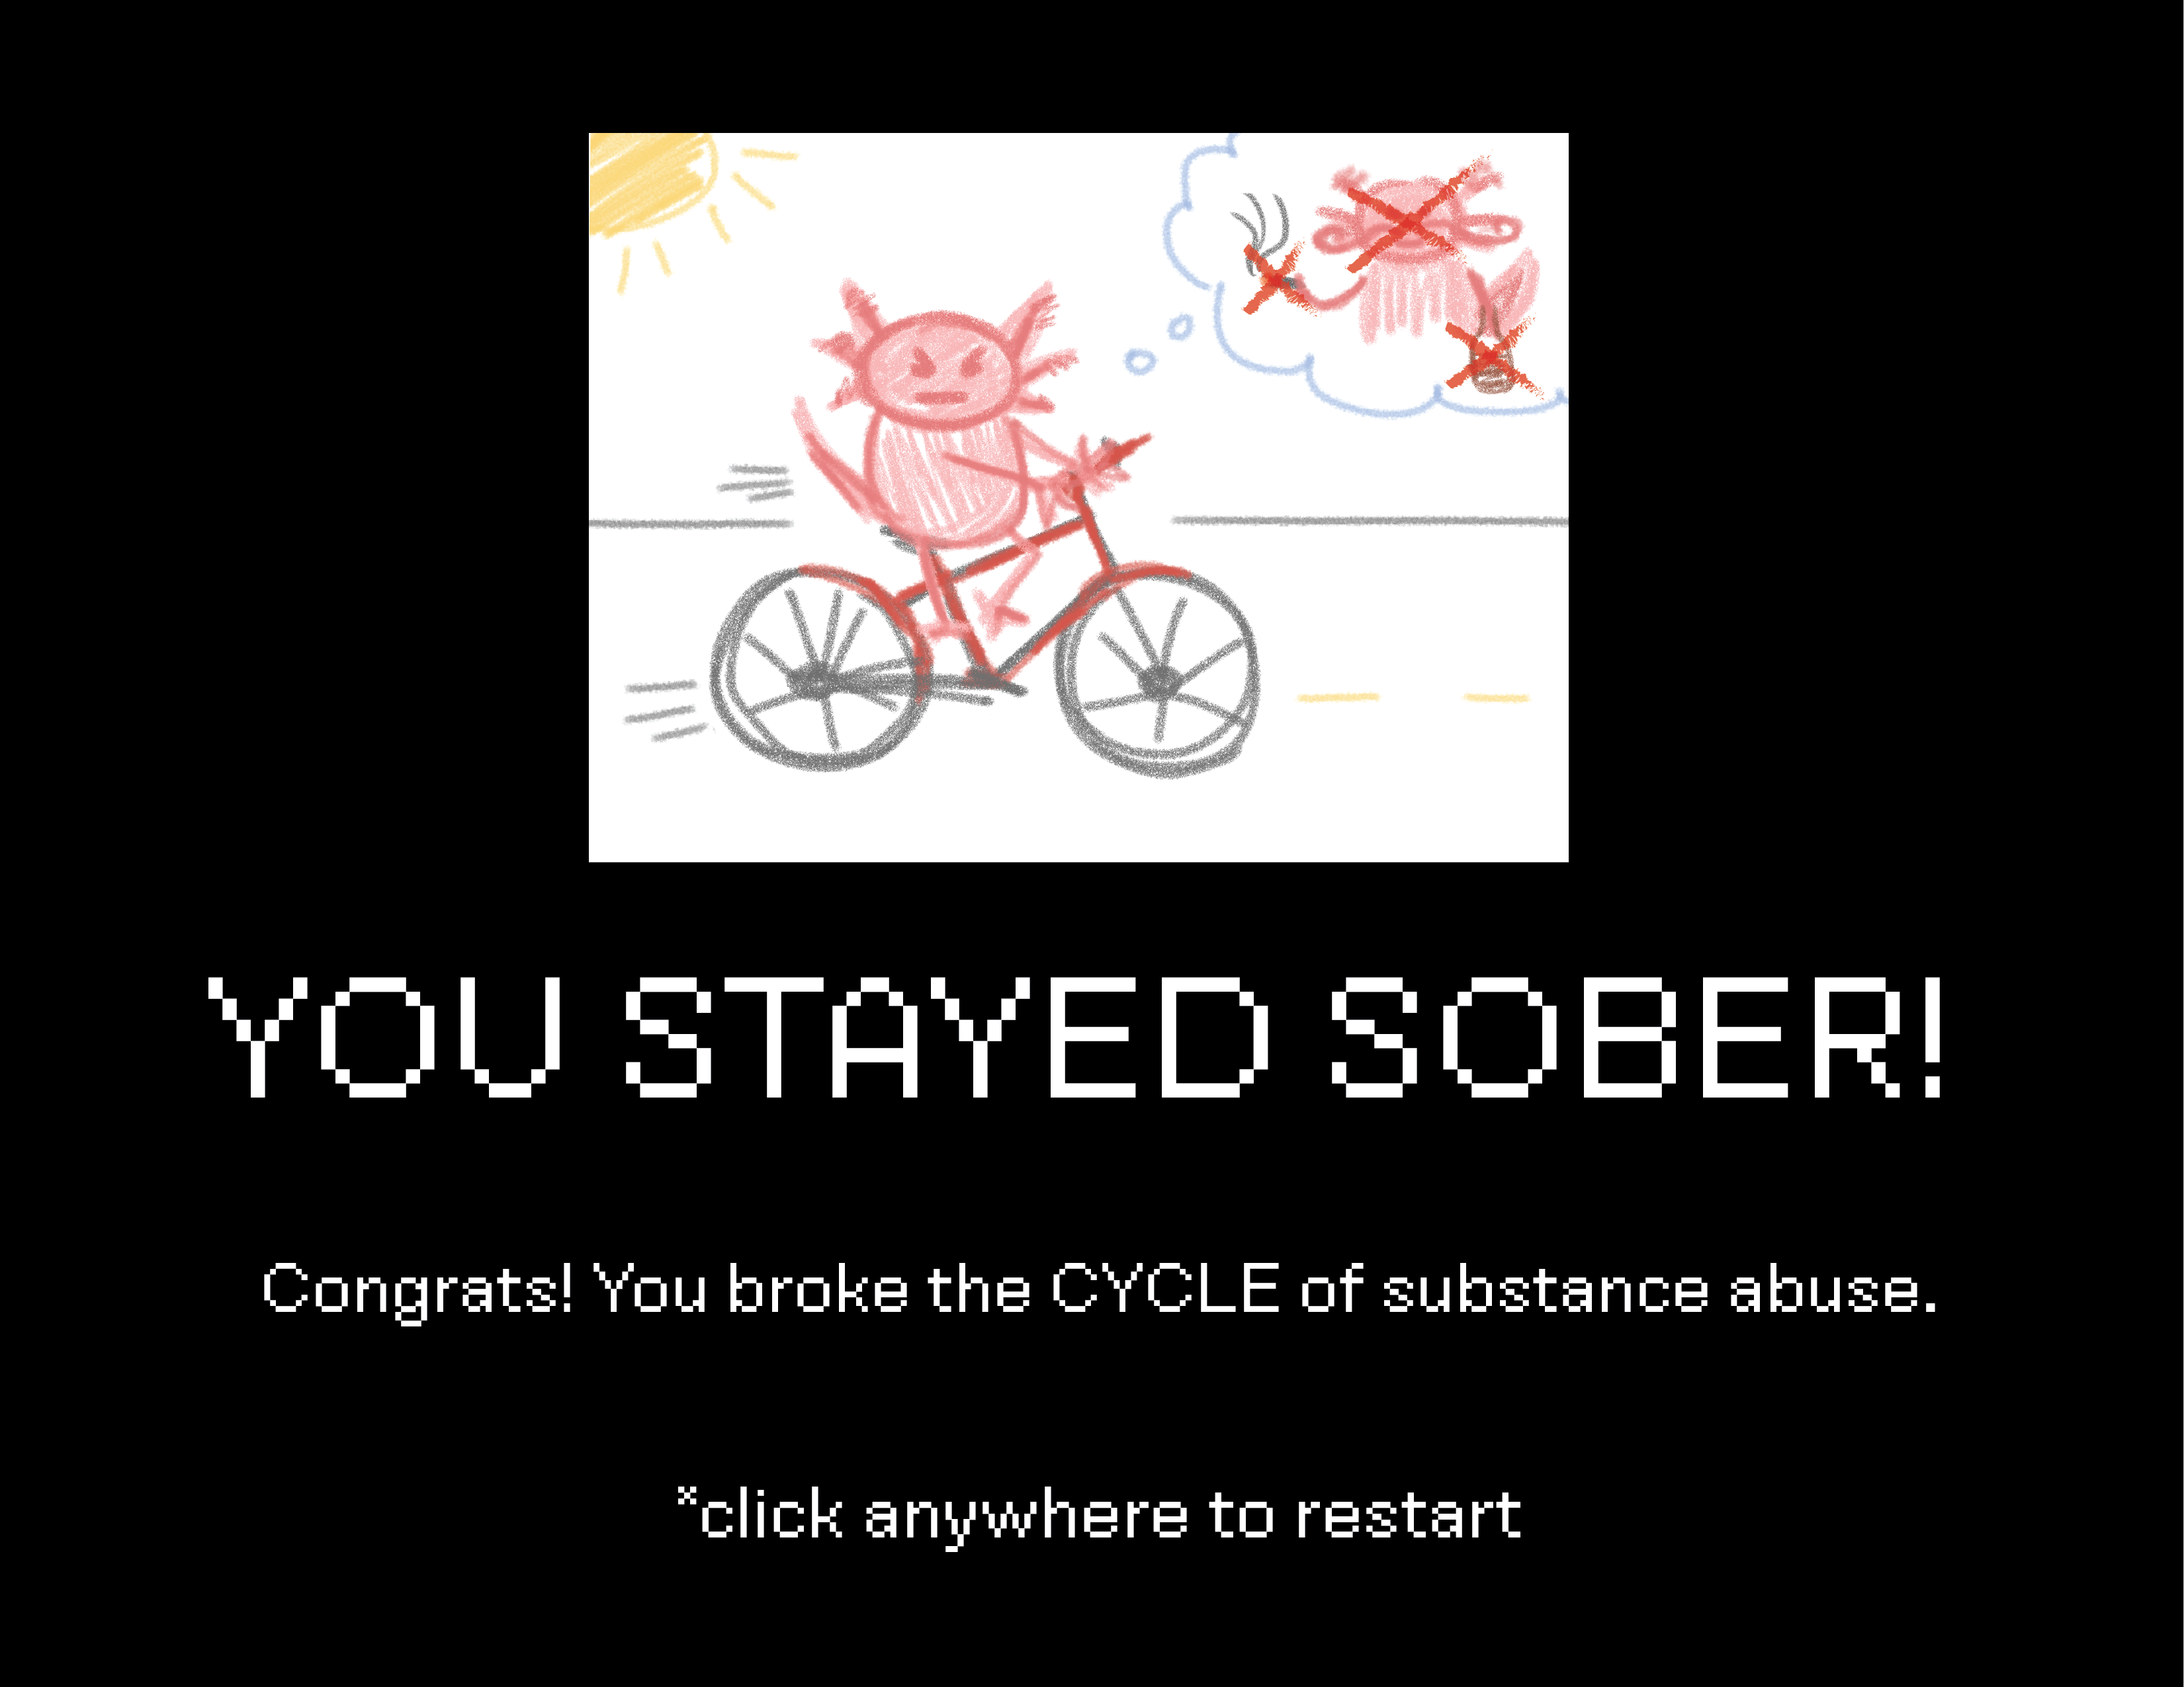 YOU STAYED SOBER!
Congrats! You broke the CYCLE of substance abuse.
*click anywhere to restart